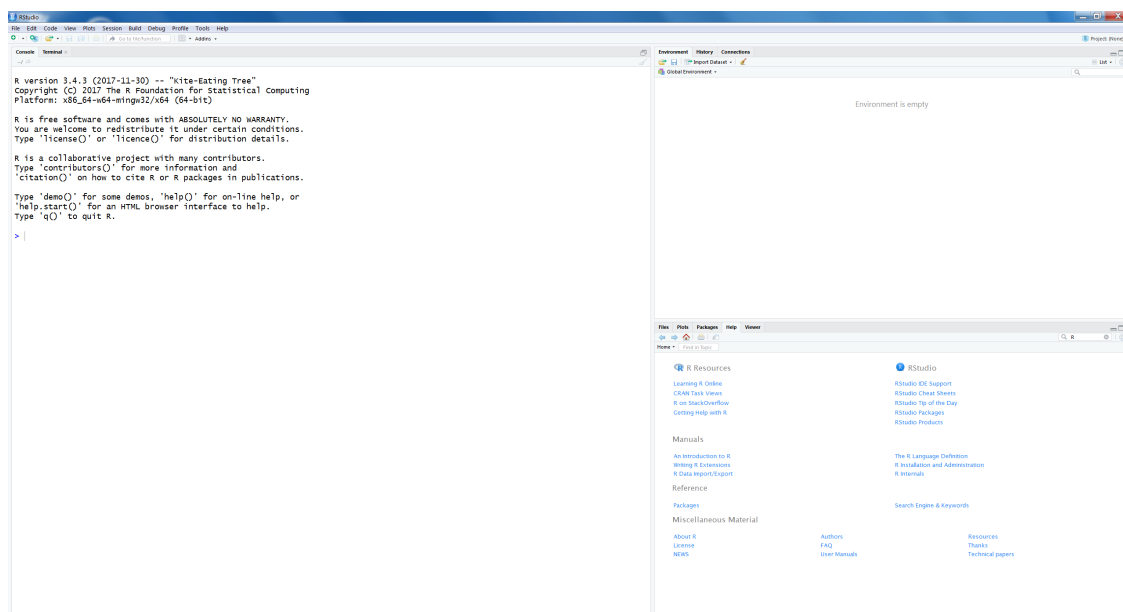 RStudio
File Edit Code View Plots Session Build Debug Profile Tools Help
Go to file/function Addins
Project: (None)
Console Terminal
R version 3.4.3 (2017-11-30) -- "Kite-Eating Tree"
Copyright (C) 2017 The R Foundation for Statistical Computing
Platform: x86_64-w64-mingw32/x64 (64-bit)
R is free software and comes with ABSOLUTELY NO WARRANTY.
You are welcome to redistribute it under certain conditions.
Type 'license()' or 'licence()' for distribution details.
R is a collaborative project with many contributors.
Type 'contributors()' for more information and
'citation()' on how to cite R or R packages in publications.
Type 'demo()' for some demos, 'help()' for on-line help, or
'help.start()' for an HTML browser interface to help.
Type 'q()' to quit R.
>
Environment History Connections
Import Dataset List
Global Environment
Environment is empty
Files Plots Packages Help Viewer
R
Home Find in Topic
R Resources
Learning R Online
CRAN Task Views
R on StackOverflow
Getting Help with R
RStudio
RStudio IDE Support
RStudio Cheat Sheets
RStudio Tip of the Day
RStudio Packages
RStudio Products
Manuals
An Introduction to R
Writing R Extensions
R Data Import/Export
The R Language Definition
R Installation and Administration
R Internals
Reference
Packages
Search Engine & Keywords
Miscellaneous Material
About R
License
NEWS
Authors
FAQ
User Manuals
Resources
Thanks
Technical papers